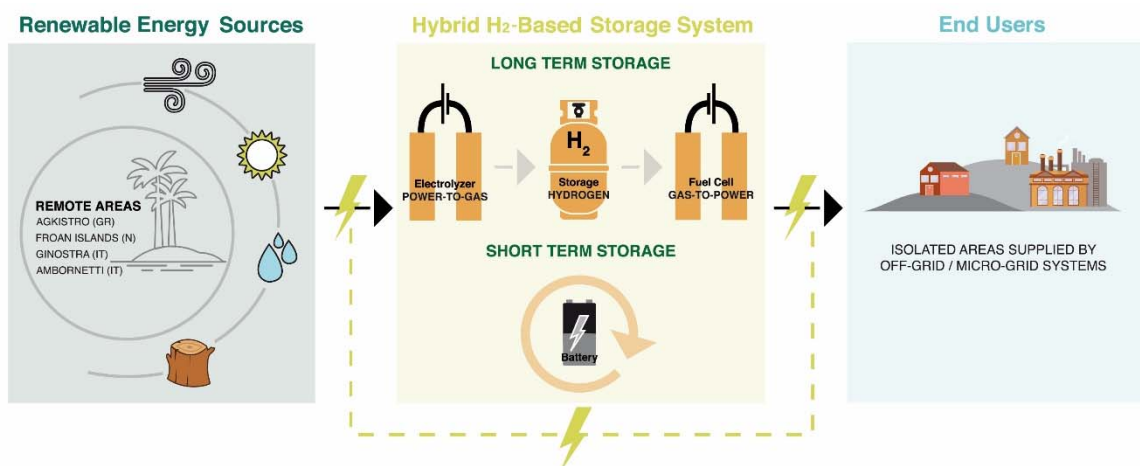 Renewable Energy Sources
REMOTE AREAS
AGKISTRO (GR)
FROAN ISLANDS (N)
GINOSTRA (IT)
AMBORNETTI (IT)
Hybrid H₂-Based Storage System
LONG TERM STORAGE
Electrolyzer
POWER-TO-GAS
H₂
Storage
HYDROGEN
Fuel Cell
GAS-TO-POWER
SHORT TERM STORAGE
Battery
End Users
ISOLATED AREAS SUPPLIED BY
OFF-GRID / MICRO-GRID SYSTEMS